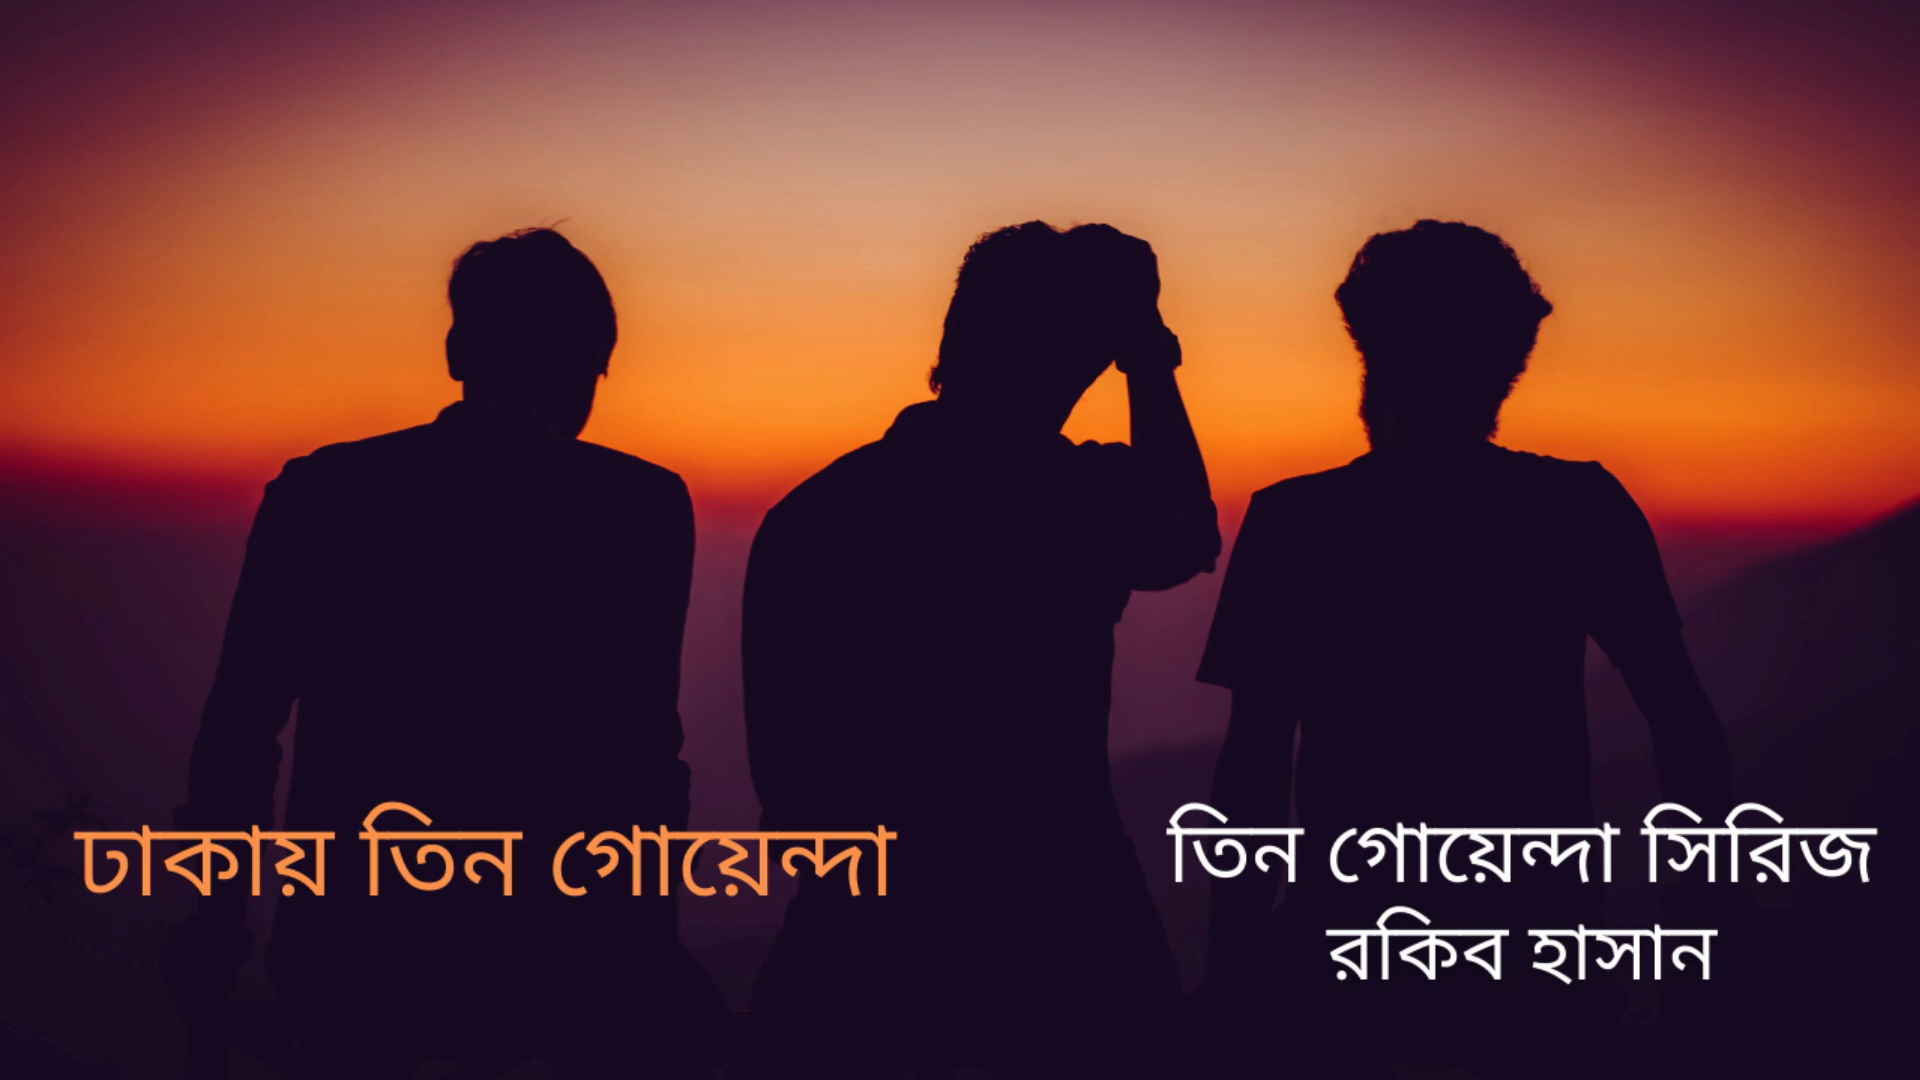 ঢাকায় তিন গোয়েন্দা
তিন গোয়েন্দা সিরিজ
রকিব হাসান